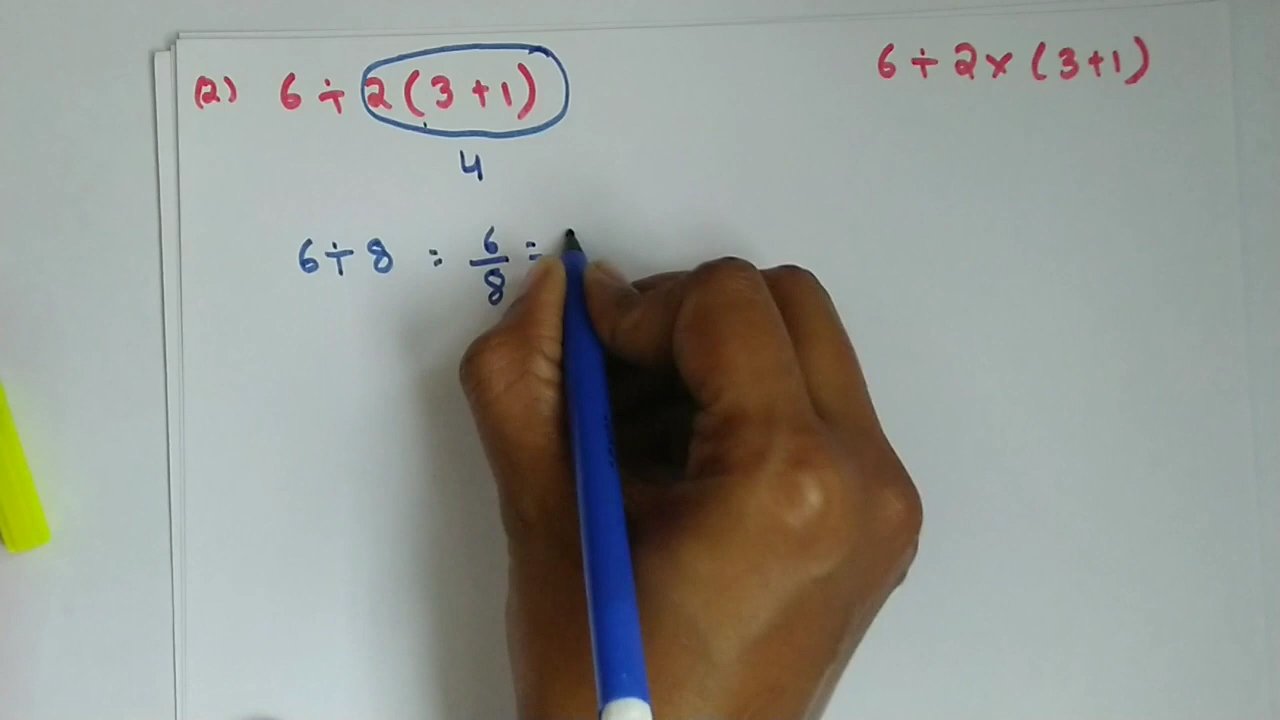 (2) 6 ÷ 2 (3 + 1)
6 ÷ 2 × (3 + 1)
4
6 ÷ 8 = 6/8 =